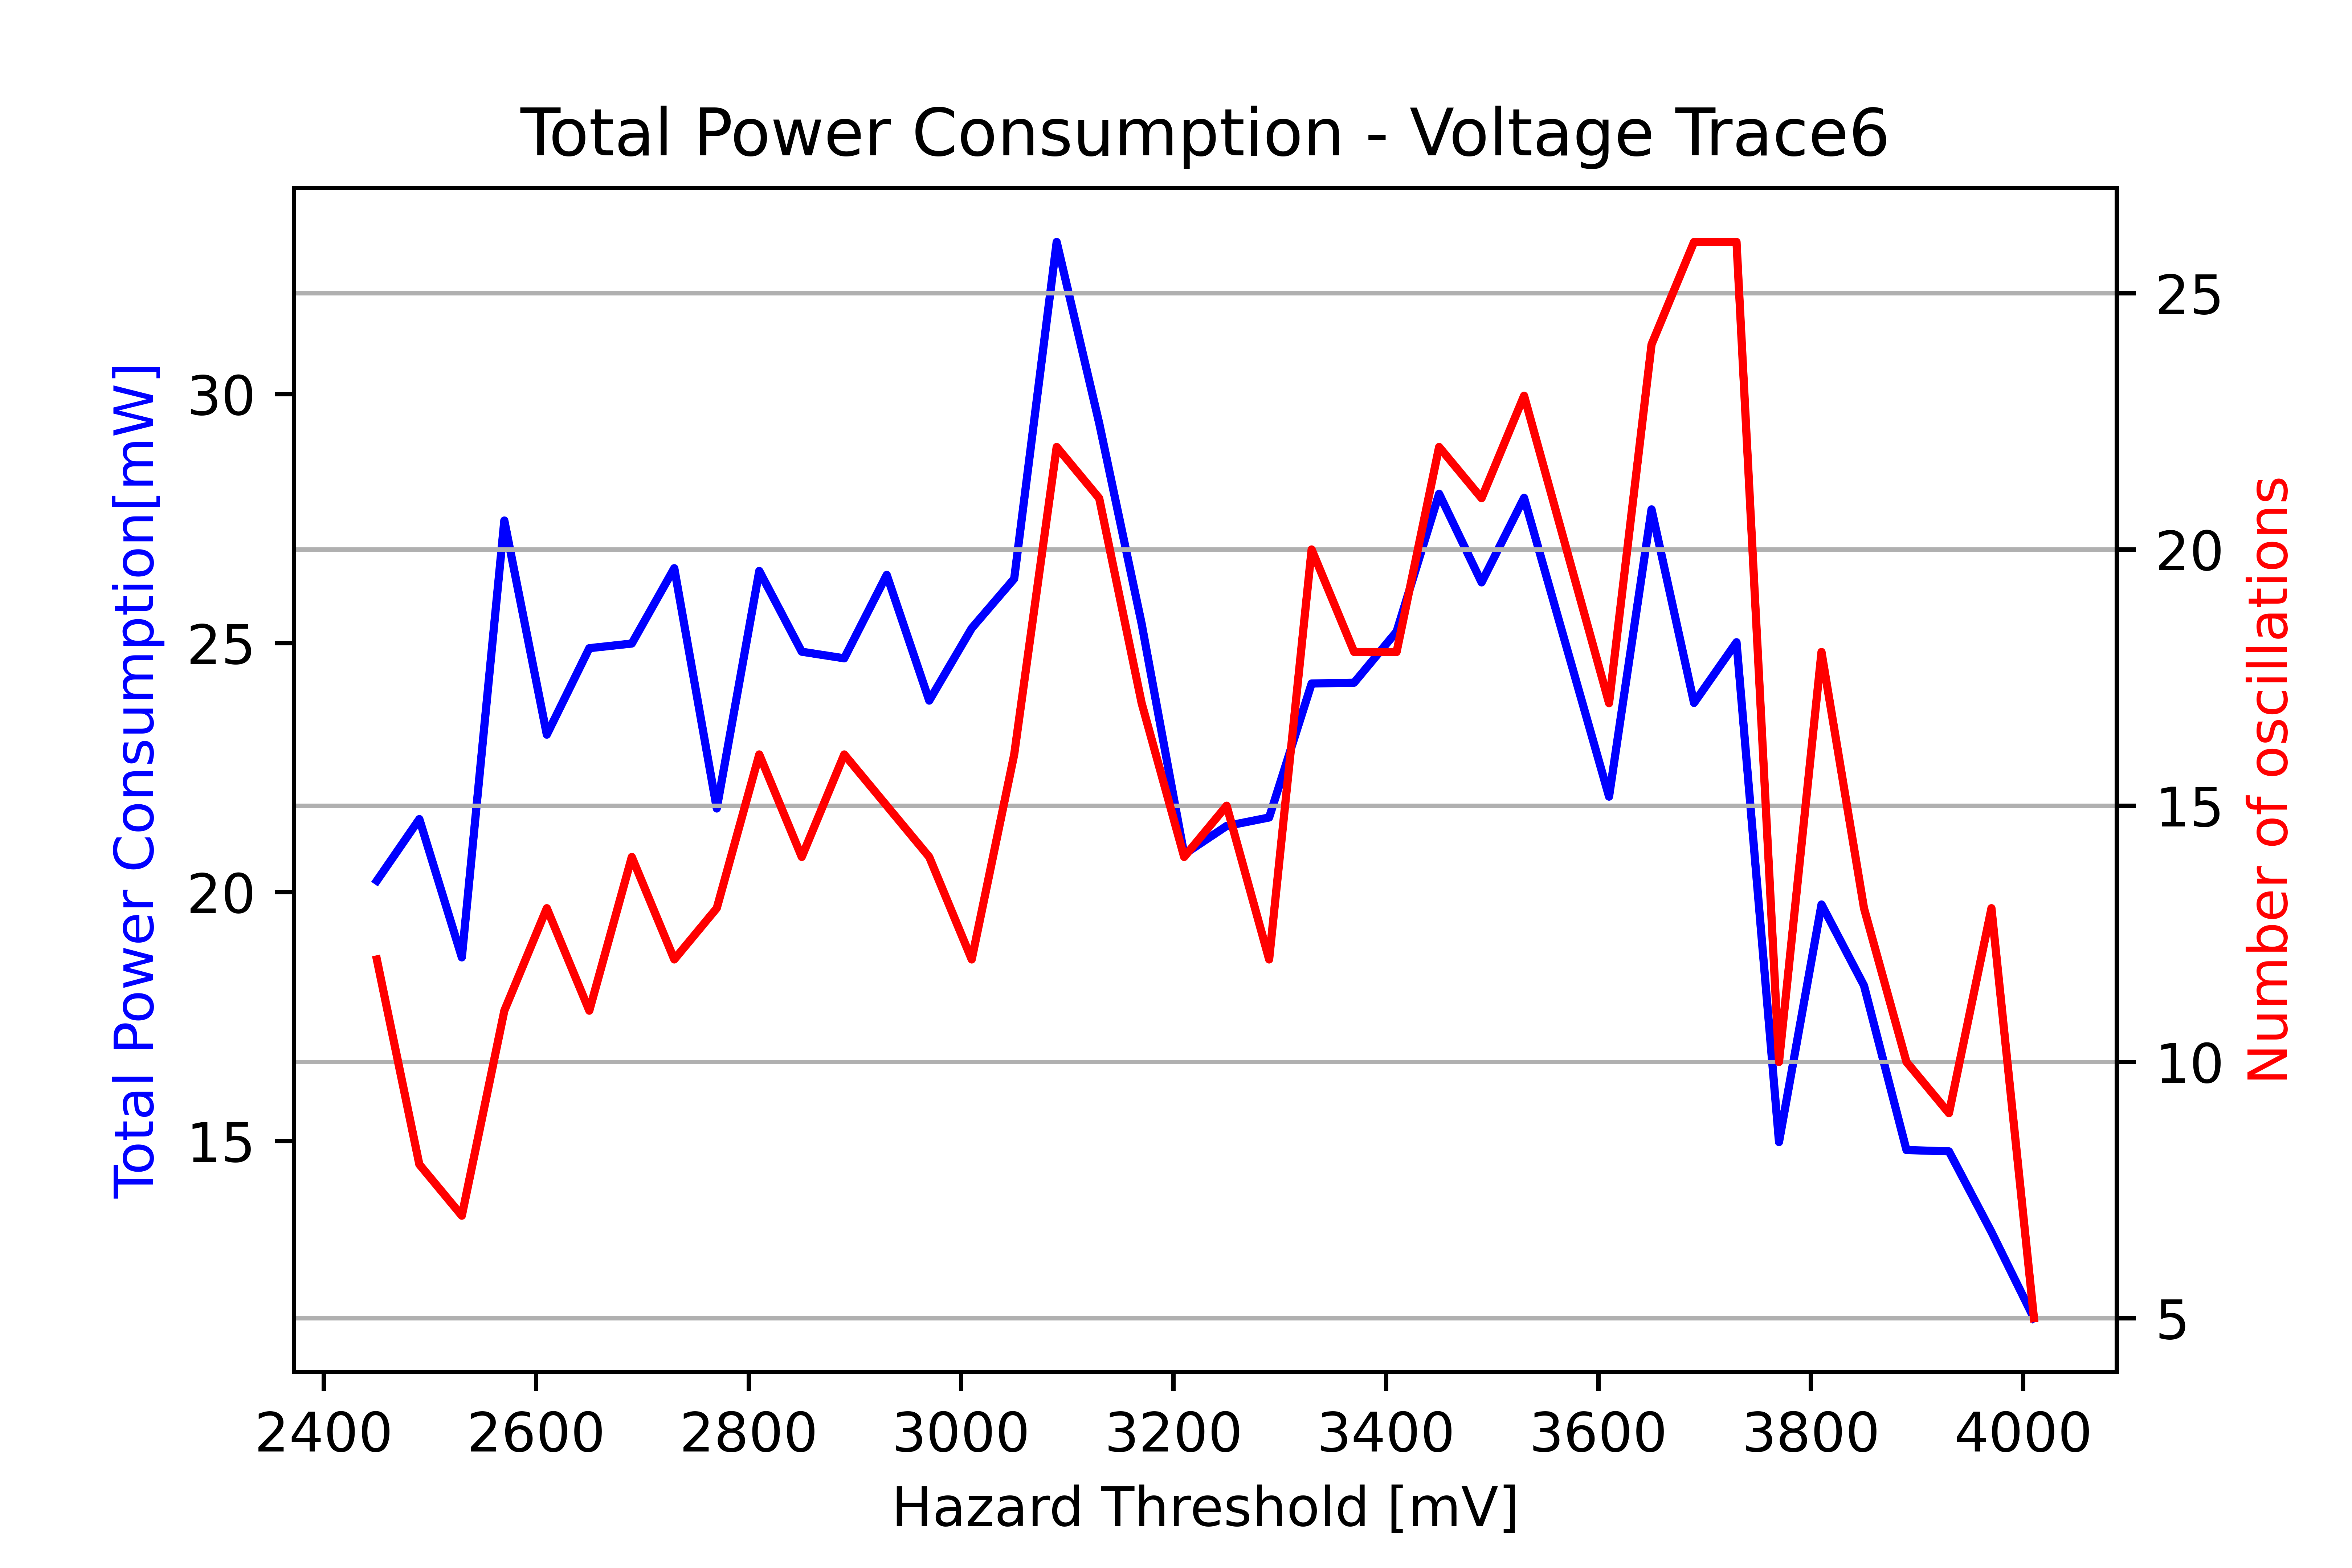 Total Power Consumption - Voltage Trace6
Total Power Consumption[mW]
30
25
20
15
25
20
15
10
5
Number of oscillations
2400 2600 2800 3000 3200 3400 3600 3800 4000
Hazard Threshold [mV]